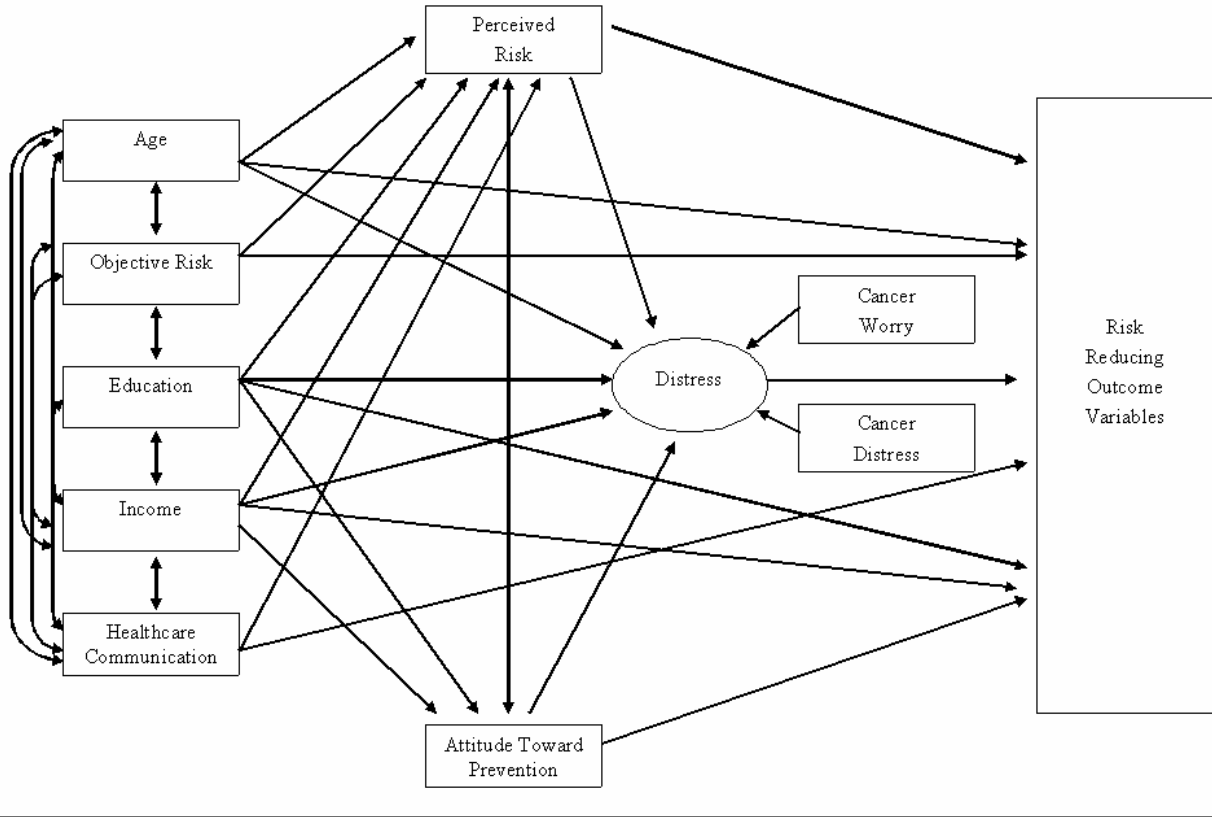 Perceived
Risk
Age
Objective Risk
Education
Income
Healthcare
Communication
Cancer
Worry
Distress
Cancer
Distress
Risk
Reducing
Outcome
Variables
Attitude Toward
Prevention